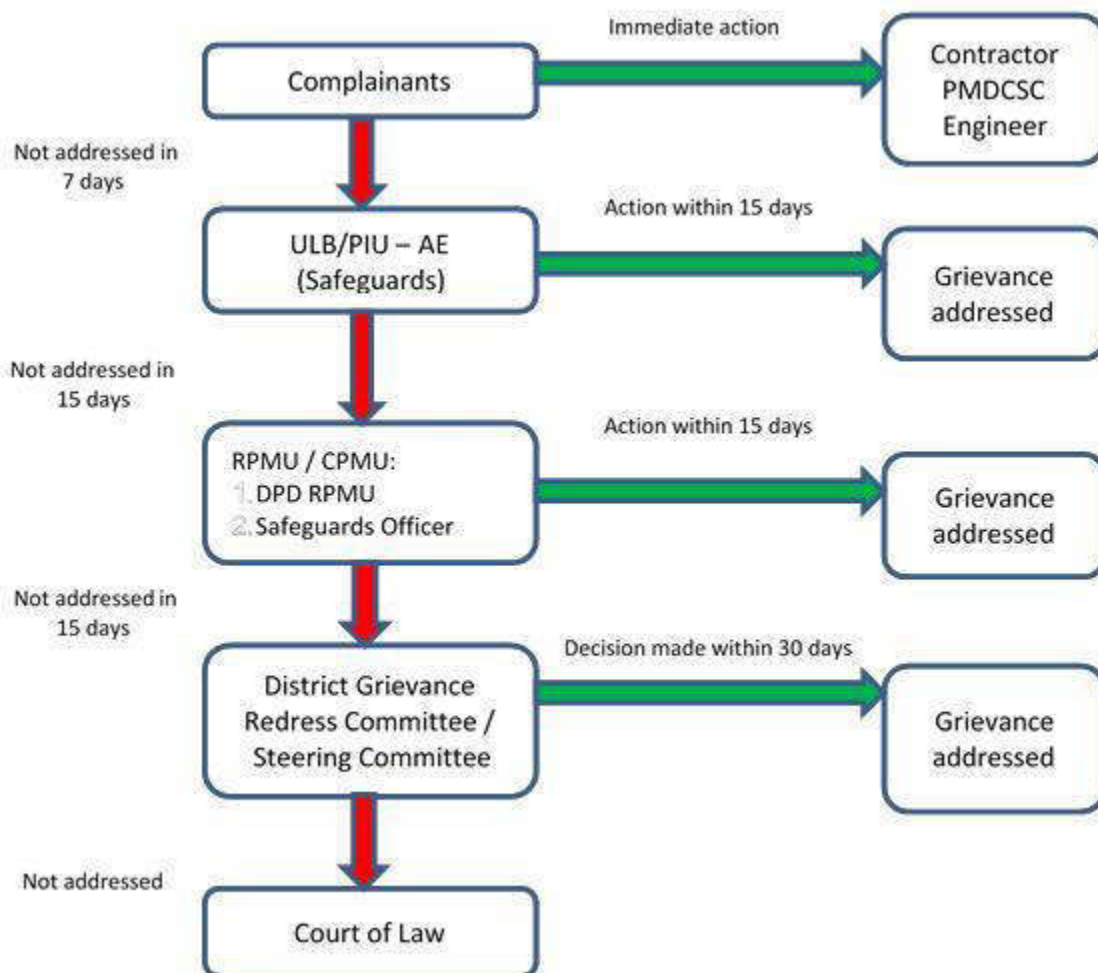 Immediate action
Complainants
Contractor
PMDCSC
Engineer
Not addressed in
7 days
Action within 15 days
ULB/PIU – AE
(Safeguards)
Grievance
addressed
Not addressed in
15 days
Action within 15 days
RPMU / CPMU:
1. DPD RPMU
2. Safeguards Officer
Grievance
addressed
Not addressed in
15 days
Decision made within 30 days
District Grievance
Redress Committee /
Steering Committee
Grievance
addressed
Not addressed
Court of Law